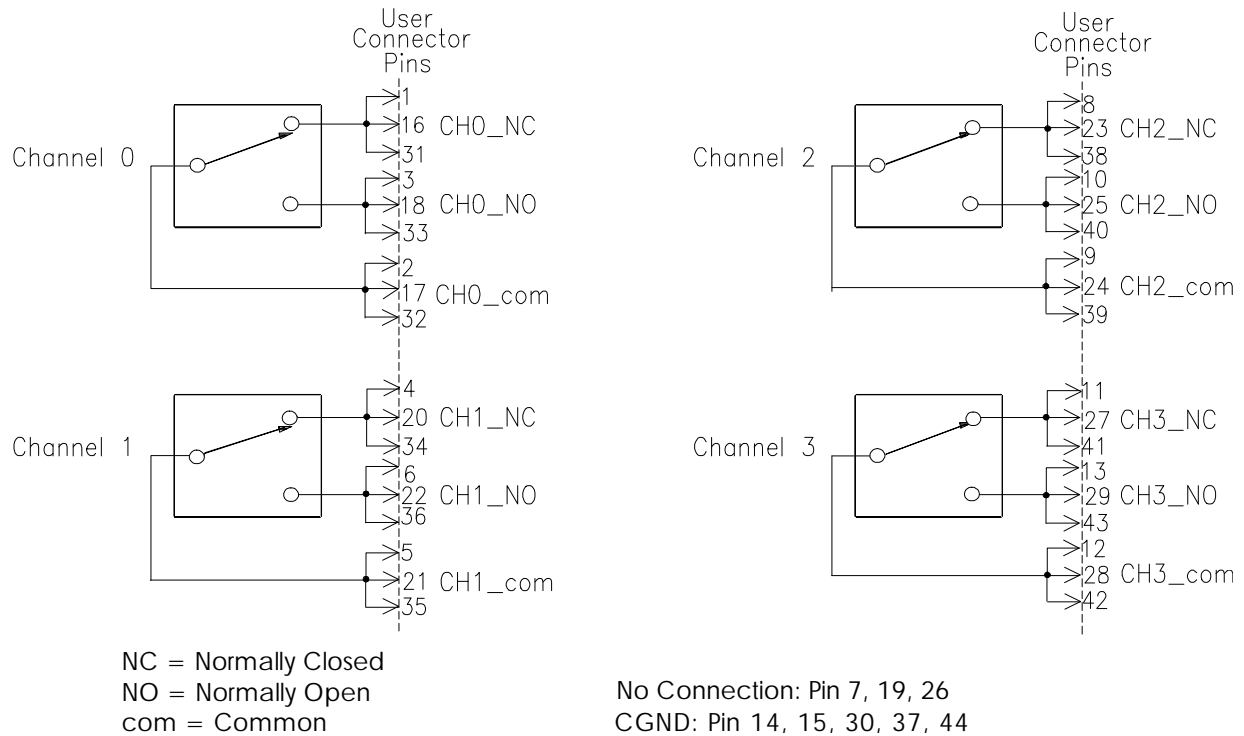 User
Connector
Pins
Channel 0
1
16 CH0_NC
31
3
18 CH0_NO
33
2
17 CH0_com
32
Channel 1
4
20 CH1_NC
34
6
22 CH1_NO
36
5
21 CH1_com
35
User
Connector
Pins
Channel 2
8
23 CH2_NC
38
10
25 CH2_NO
40
9
24 CH2_com
39
Channel 3
11
27 CH3_NC
41
13
29 CH3_NO
43
12
28 CH3_com
42
NC = Normally Closed
NO = Normally Open
com = Common
No Connection: Pin 7, 19, 26
CGND: Pin 14, 15, 30, 37, 44